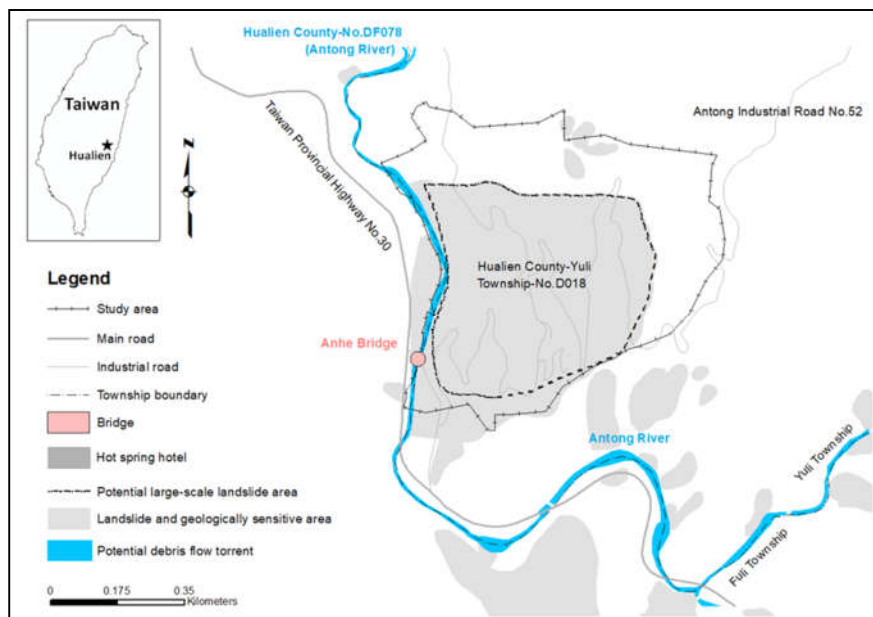 Hualien County-No.DF078
(Antong River)
Taiwan
Hualien
N
Taiwan Provincial Highway No.30
Antong Industrial Road No.52
Hualien County-Yuli
Township-No.D018
Anhe Bridge
Antong River
Yuli Township
Fuli Township
Legend
Study area
Main road
Industrial road
Township boundary
Bridge
Hot spring hotel
Potential large-scale landslide area
Landslide and geologically sensitive area
Potential debris flow torrent
0 0.175 0.35
Kilometers